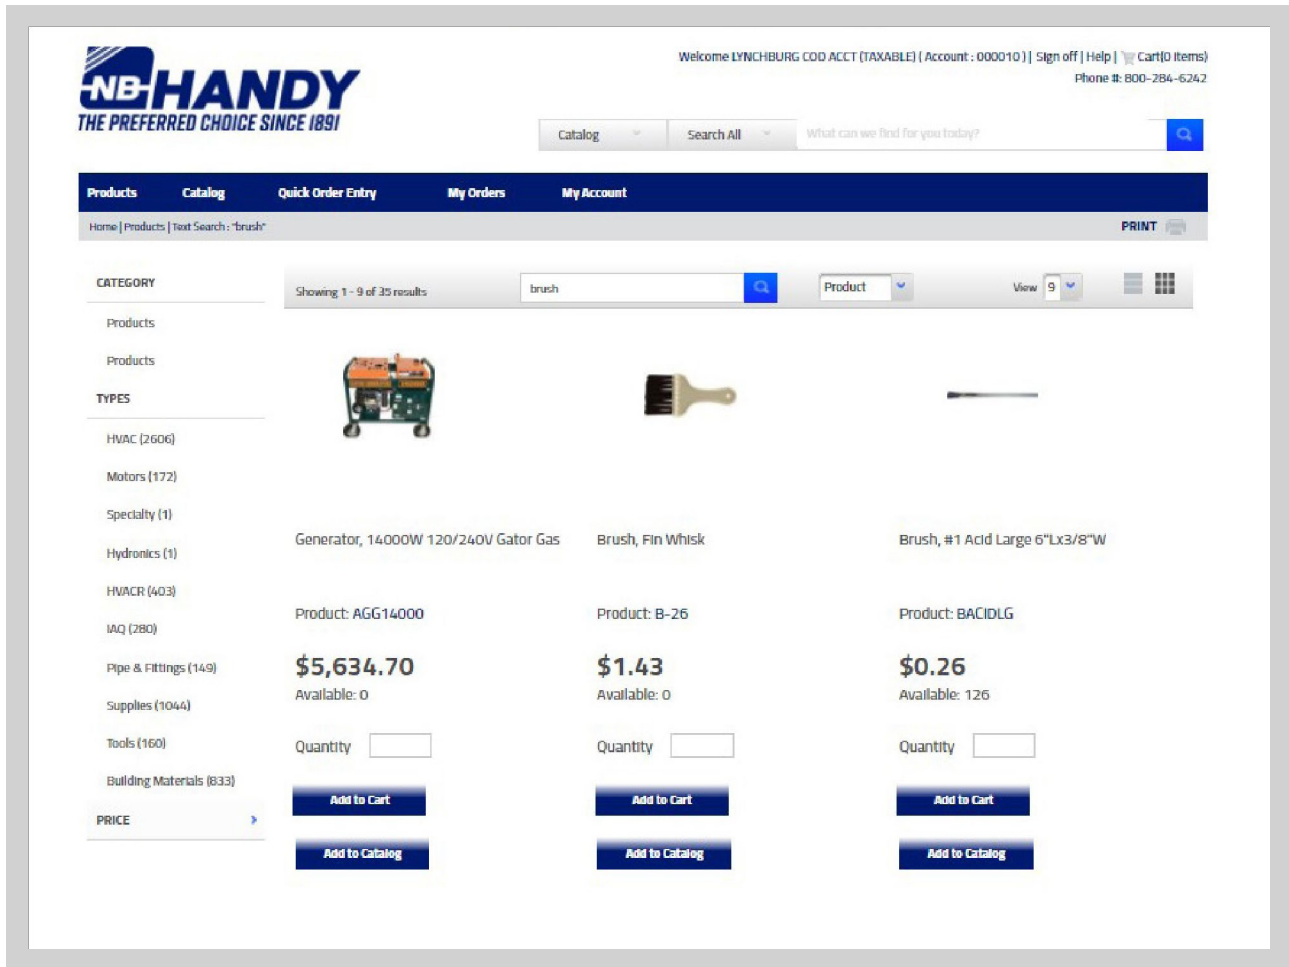 NB HANDY
THE PREFERRED CHOICE SINCE 1891
Welcome LYNCHBURG COD ACCT (TAXABLE) ( Account : 000010 ) | Sign off | Help | Cart(0 Items)
Phone #: 800-284-6242
Catalog Search All What can we find for you today?
Products Catalog Quick Order Entry My Orders My Account
Home | Products | Text Search : "brush" PRINT
CATEGORY
Products
Products
TYPES
HVAC (2606)
Motors (172)
Specialty (1)
Hydronics (1)
HVACR (403)
IAQ (280)
Pipe & Fittings (149)
Supplies (1044)
Tools (160)
Building Materials (833)
PRICE
Showing 1 - 9 of 35 results brush Product View 9
Generator, 14000W 120/240V Gator Gas
Product: AGG14000
$5,634.70
Available: 0
Quantity
Add to Cart
Add to Catalog
Brush, Fin Whisk
Product: B-26
$1.43
Available: 0
Quantity
Add to Cart
Add to Catalog
Brush, #1 Acid Large 6"Lx3/8"W
Product: BACIDLG
$0.26
Available: 126
Quantity
Add to Cart
Add to Catalog